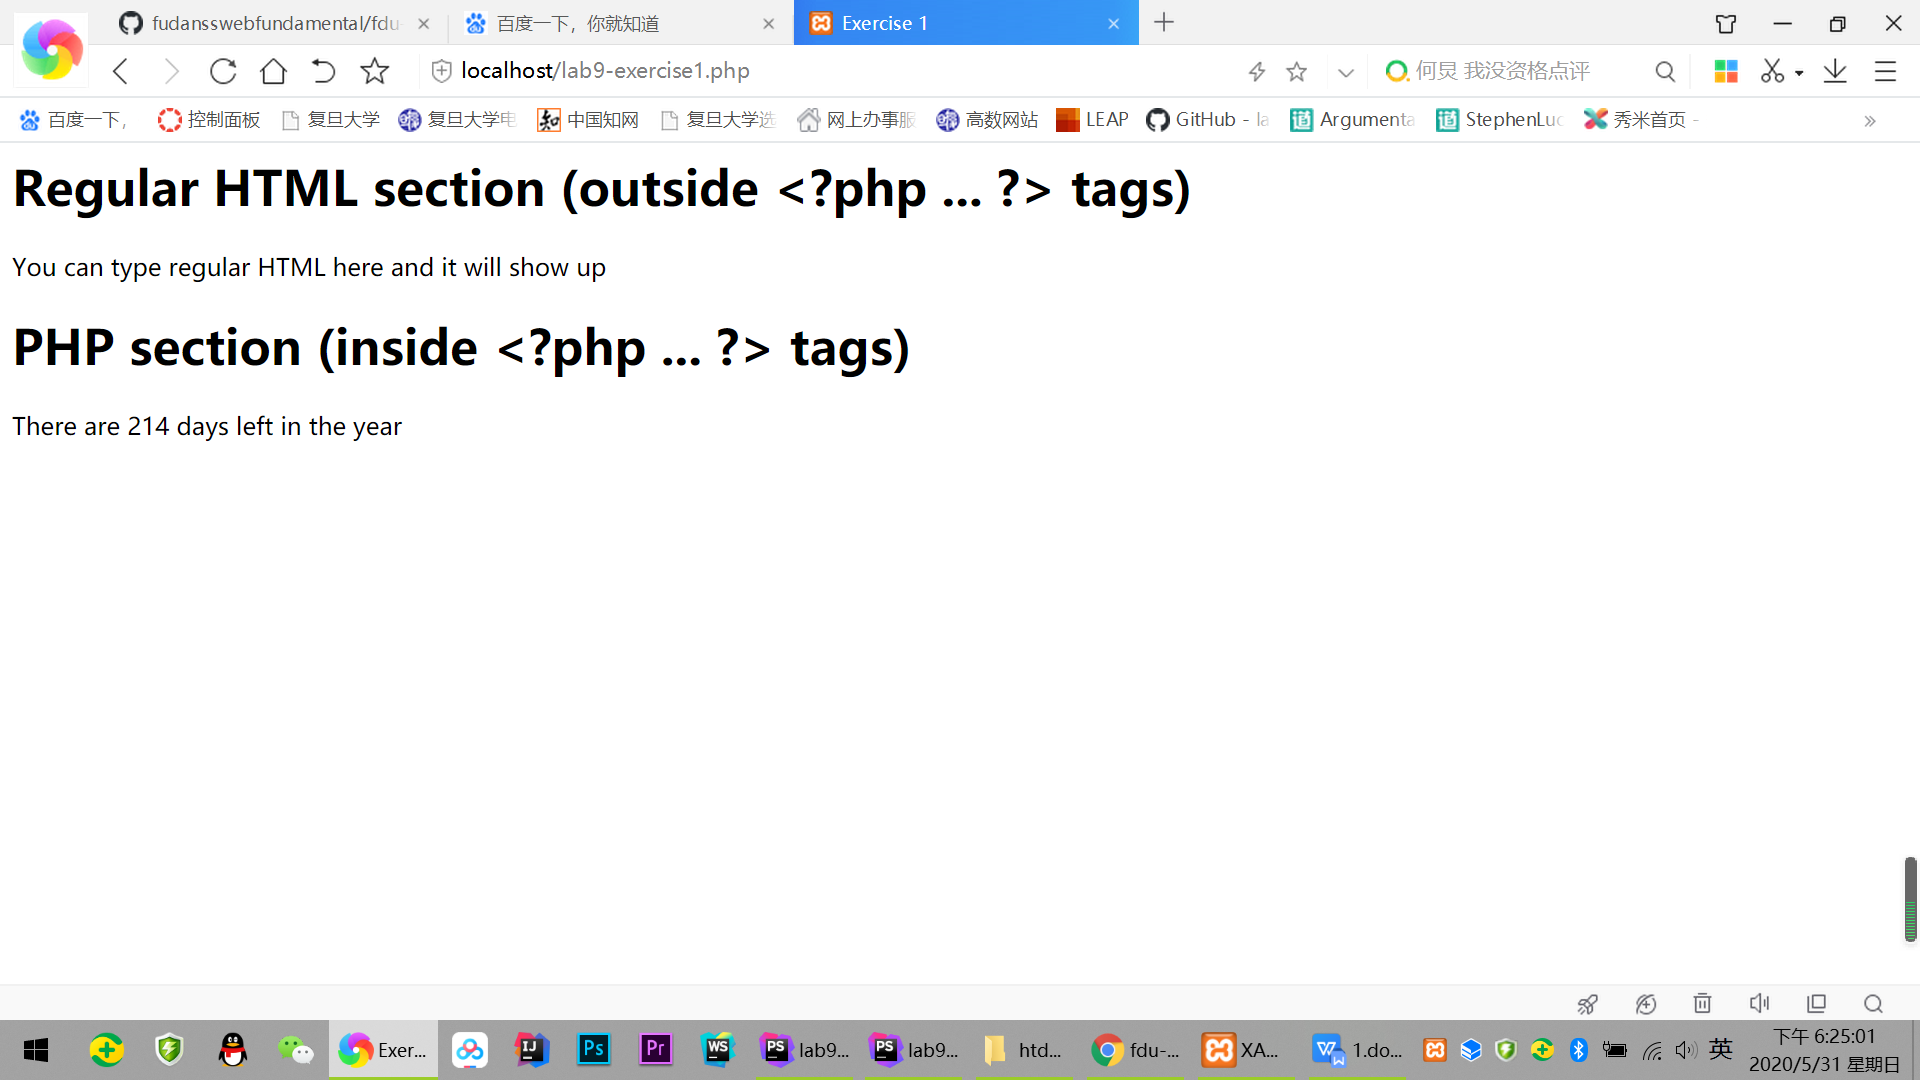 fudansswebfundamental/fdu
百度一下，你就知道
Exercise 1
localhost/lab9-exercise1.php
何炅 我没资格点评
百度一下,
控制面板
复旦大学
复旦大学电
中国知网
复旦大学选
网上办事服
高数网站
LEAP
GitHub - la
Argumenta
StephenLuc
秀米首页 -
Regular HTML section (outside <?php ... ?> tags)
You can type regular HTML here and it will show up
PHP section (inside <?php ... ?> tags)
There are 214 days left in the year
Exer...
lab9...
lab9...
htd...
fdu-...
XA...
1.do...
英
下午 6:25:01
2020/5/31 星期日